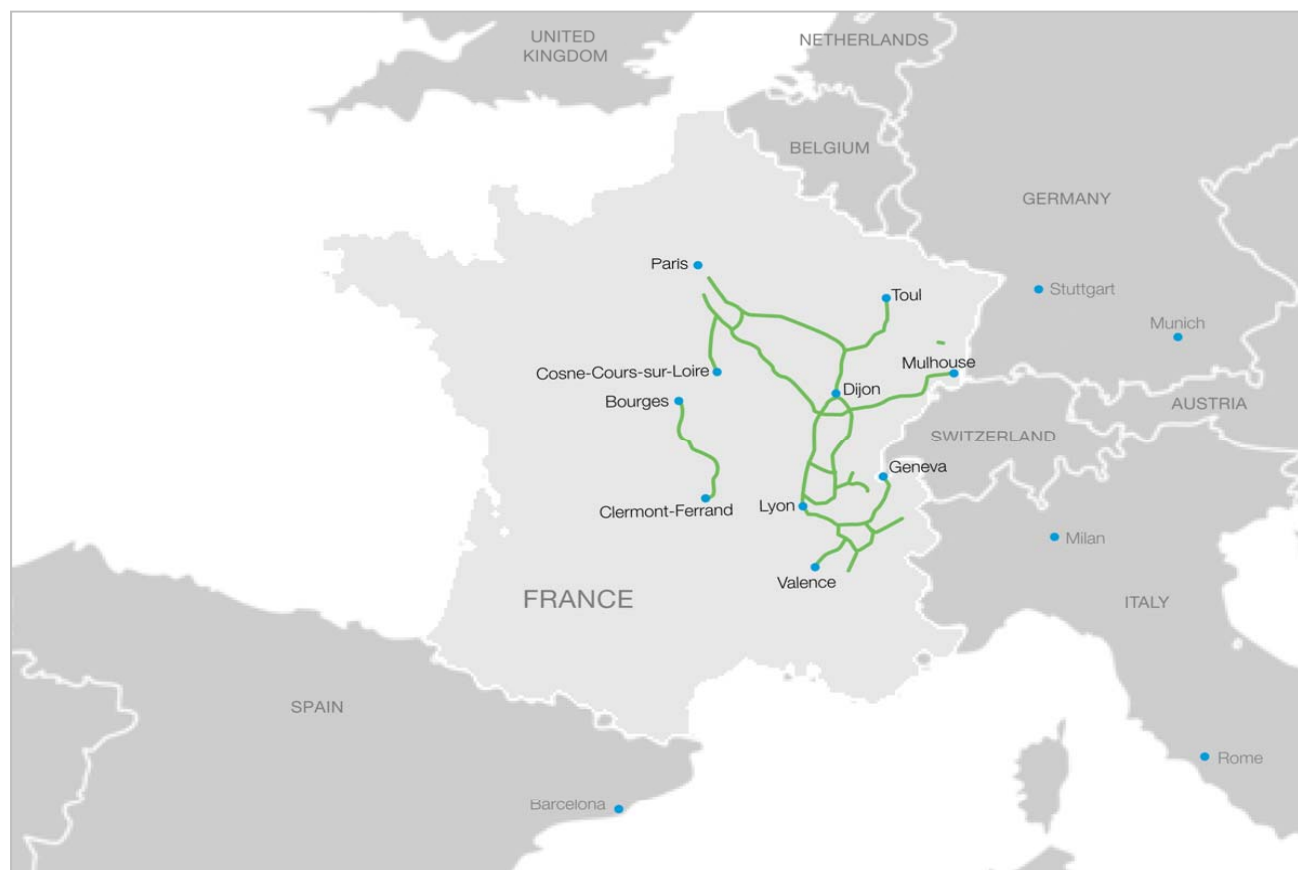 UNITED
KINGDOM
NETHERLANDS
BELGIUM
GERMANY
Paris
Toul
Stuttgart
Munich
Mulhouse
Cosne-Cours-sur-Loire
Dijon
Bourges
AUSTRIA
SWITZERLAND
Geneva
Clermont-Ferrand
Lyon
Milan
Valence
FRANCE
ITALY
SPAIN
Rome
Barcelona